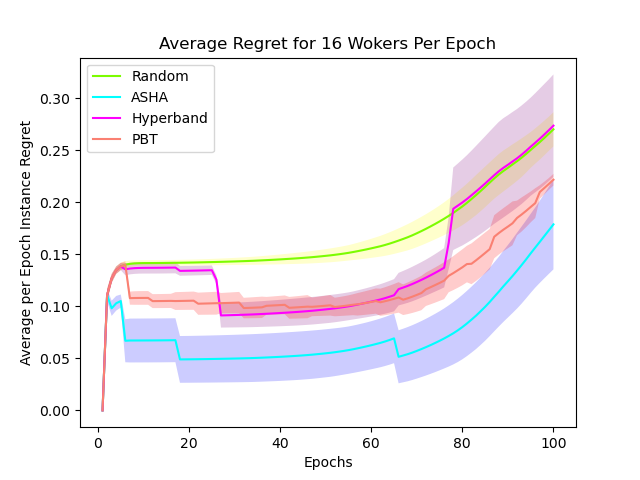 Average Regret for 16 Wokers Per Epoch
Random
ASHA
Hyperband
PBT
Average per Epoch Instance Regret
0.30
0.25
0.20
0.15
0.10
0.05
0.00
0
20
40
60
80
100
Epochs